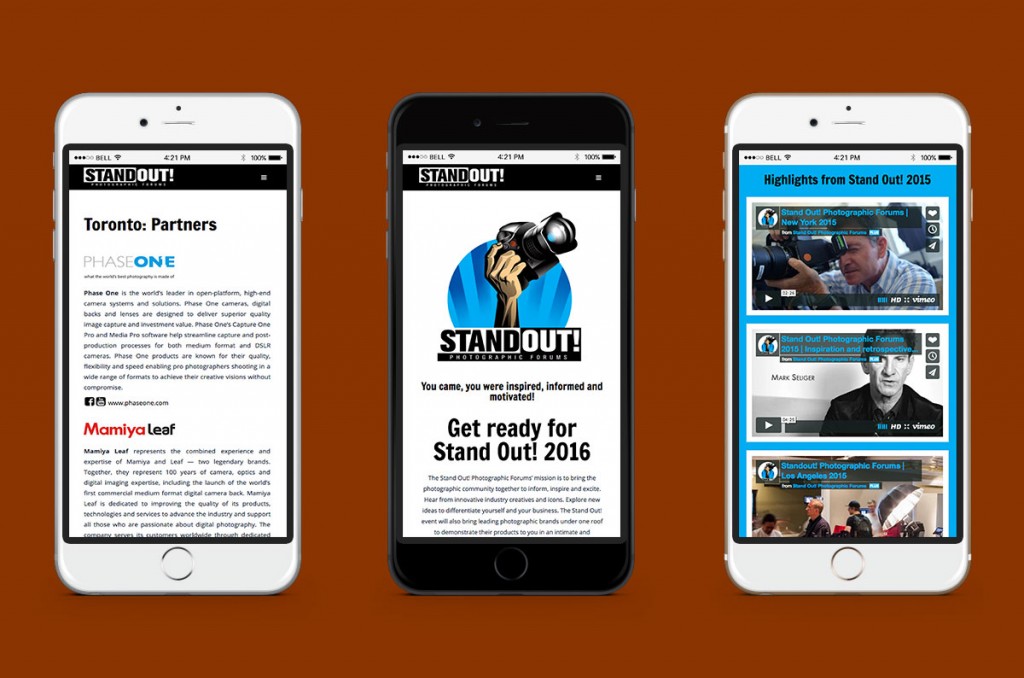 BELL 4:21 PM 100%
STANDOUT!
PHOTOGRAPHIC FORUMS
Toronto: Partners
PHASEONE
what the world's best photography is made of
Phase One is the world's leader in open-platform, high-end
camera systems and solutions. Phase One cameras, digital
backs and lenses are designed to deliver superior quality
image capture and investment value. Phase One's Capture One
Pro and Media Pro software help streamline capture and post-
production processes for both medium format and DSLR
cameras. Phase One products are known for their quality,
flexibility and speed enabling pro photographers shooting in a
wide range of formats to achieve their creative visions without
compromise.
www.phaseone.com
Mamiya Leaf
Mamiya Leaf represents the combined experience and
expertise of Mamiya and Leaf — two legendary brands.
Together, they represent 100 years of camera, optics and
digital imaging expertise, including the launch of the world's
first commercial medium format digital camera back. Mamiya
Leaf is dedicated to improving the quality of its products,
technologies and services to advance the industry and support
all those who are passionate about digital photography. The
company serves its customers worldwide through dedicated
BELL 4:21 PM 100%
STANDOUT!
PHOTOGRAPHIC FORUMS
STANDOUT!
PHOTOGRAPHIC FORUMS
You came, you were inspired, informed and
motivated!
Get ready for
Stand Out! 2016
The Stand Out! Photographic Forums' mission is to bring the
photographic community together to inform, inspire and excite.
Hear from innovative industry creatives and icons. Explore new
ideas to differentiate yourself and your business. The Stand Out!
event will also bring leading photographic brands under one roof
to demonstrate their products to you in an intimate and
BELL 4:21 PM 100%
Highlights from Stand Out! 2015
Stand Out! Photographic Forums |
New York 2015
from Stand Out! Photographic Forums PLUS
HD vimeo
Stand Out! Photographic Forums
2015 | Inspiration and retrospective...
from Stand Out! Photographic Forums PLUS
MARK SELIGER
HD vimeo
Standout! Photographic Forums |
Los Angeles 2015
from Stand Out! Photographic Forums PLUS